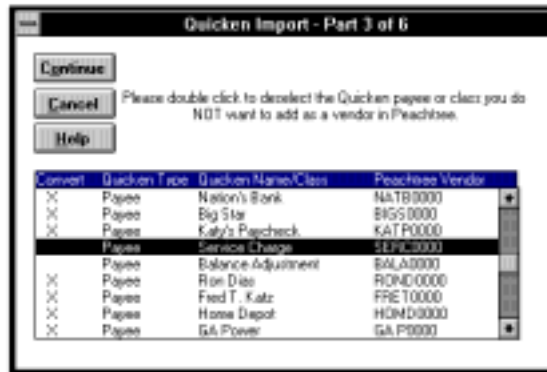 Quicken Import - Part 3 of 6
Continue
Cancel
Please double click to deselect the Quicken payee or class you do
NOT want to add as a vendor in Peachtree.
Help
Convert Quicken Type Quicken Name/Class Peachtree Vendor
X Payee Nation's Bank NATB0000
X Payee Big Star BIGS0000
X Payee Katy's Paycheck KATP0000
Payee Service Charge SERC0000
Payee Balance Adjustment BALA0000
X Payee Ron Dias ROND0000
X Payee Fred T. Katz FRET0000
X Payee Home Depot HOMD0000
X Payee GA Power GA P0000